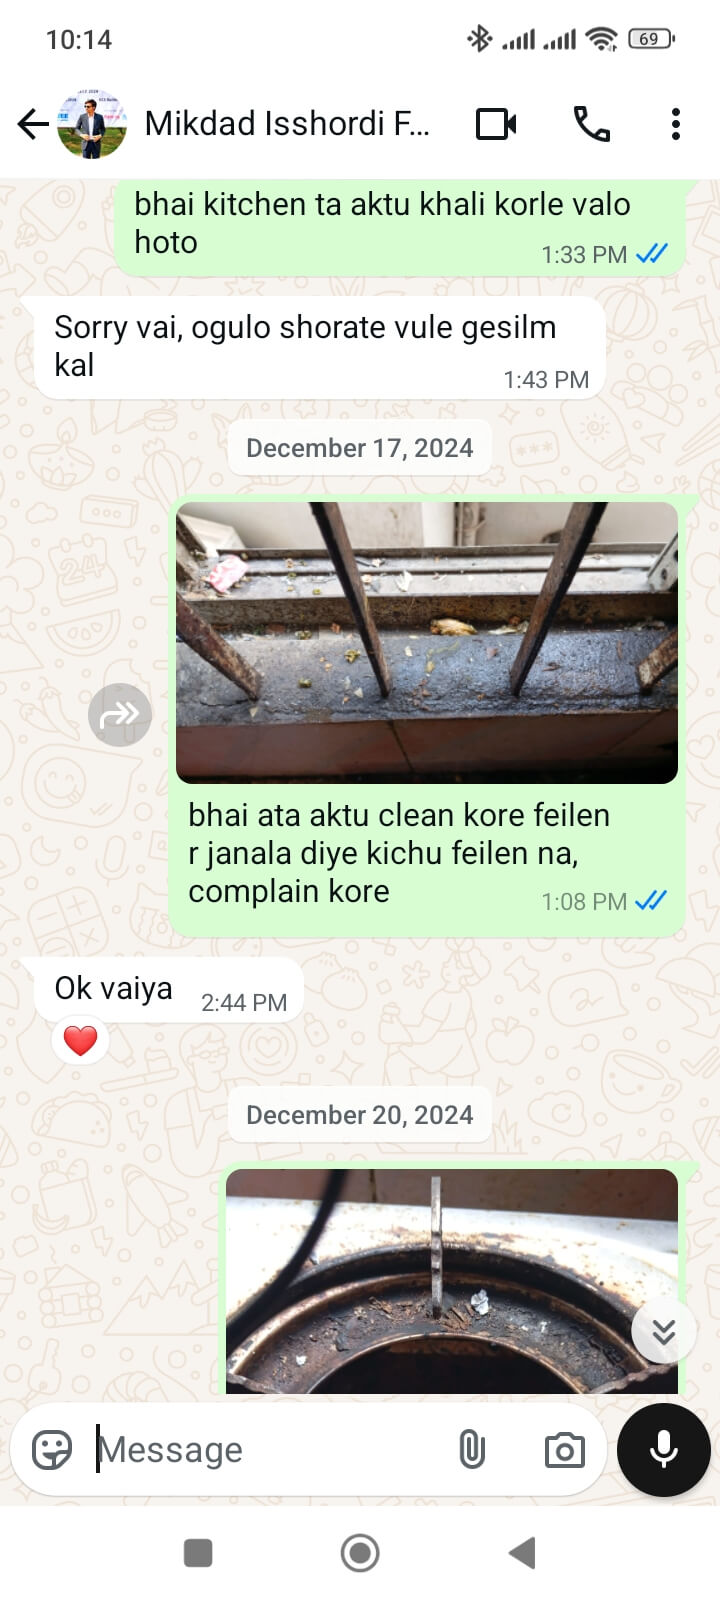 10:14
69
Mikdad Isshordi F...
bhai kitchen ta aktu khali korle valo
hoto
1:33 PM
Sorry vai, ogulo shorate vule gesilm
kal
1:43 PM
December 17, 2024
bhai ata aktu clean kore feilen
r janala diye kichu feilen na,
complain kore
1:08 PM
Ok vaiya
2:44 PM
December 20, 2024
Message